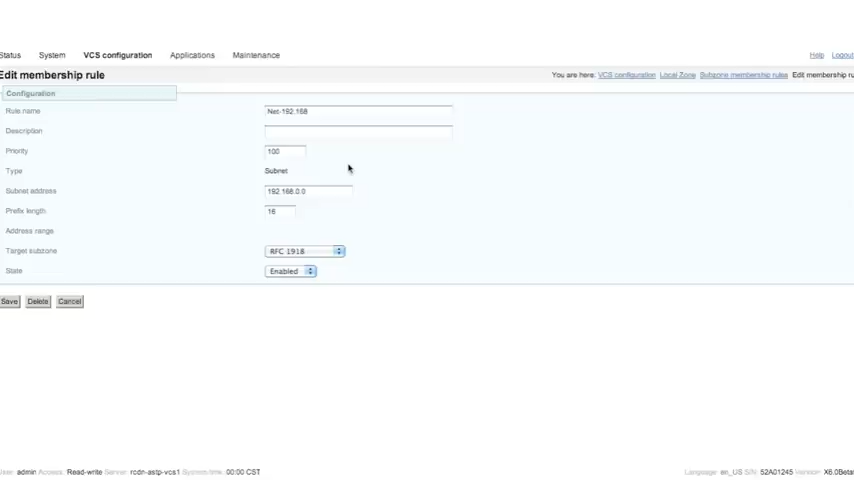 Status System VCS configuration Applications Maintenance Help Logout
Edit membership rule You are here: VCS configuration Local Zone Subzone membership rules Edit membership ru
Configuration
Rule name Net-192.168
Description
Priority 100
Type Subnet
Subnet address 192.168.0.0
Prefix length 16
Address range
Target subzone RFC 1918
State Enabled
Save Delete Cancel
User: admin Access: Read-write Server: rcdn-astp-vcs1 System time: 00:00 CST Language: en_US S/N: 52A01245 Version: X6.0Beta